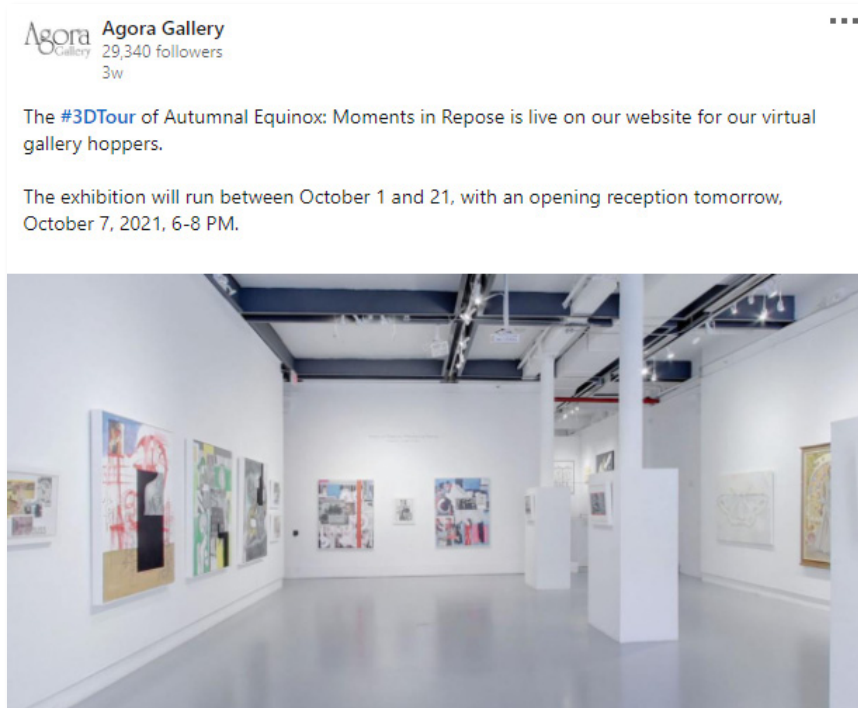 Agora
Gallery
Agora Gallery
29,340 followers
3w
The #3DTour of Autumnal Equinox: Moments in Repose is live on our website for our virtual
gallery hoppers.
The exhibition will run between October 1 and 21, with an opening reception tomorrow,
October 7, 2021, 6-8 PM.